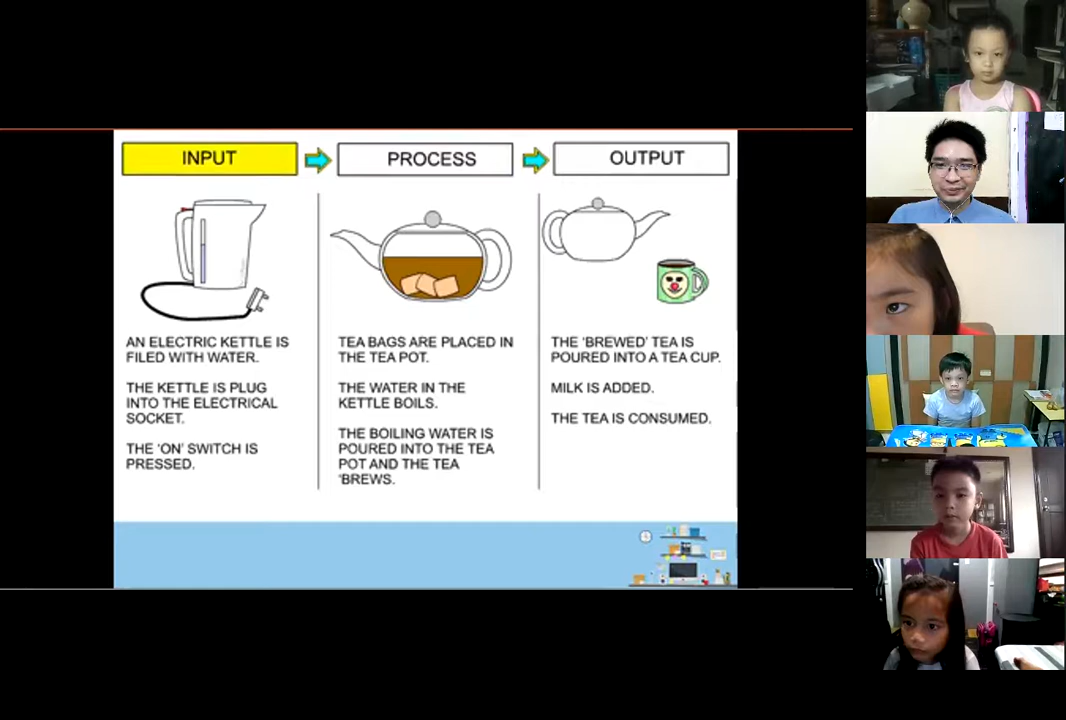 INPUT
PROCESS
OUTPUT
AN ELECTRIC KETTLE IS
FILED WITH WATER.
THE KETTLE IS PLUG
INTO THE ELECTRICAL
SOCKET.
THE ‘ON’ SWITCH IS
PRESSED.
TEA BAGS ARE PLACED IN
THE TEA POT.
THE WATER IN THE
KETTLE BOILS.
THE BOILING WATER IS
POURED INTO THE TEA
POT AND THE TEA
‘BREWS.
THE ‘BREWED’ TEA IS
POURED INTO A TEA CUP.
MILK IS ADDED.
THE TEA IS CONSUMED.